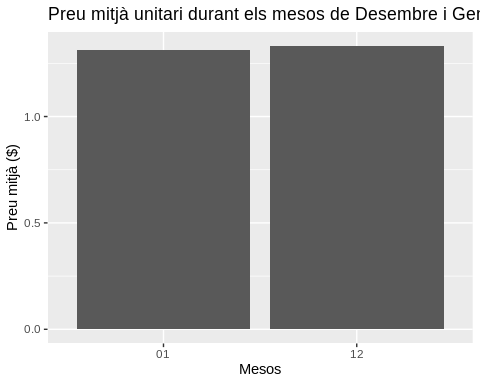 Preu mitjà unitari durant els mesos de Desembre i Ger
Preu mitjà ($)
1.0
0.5
0.0
01
12
Mesos